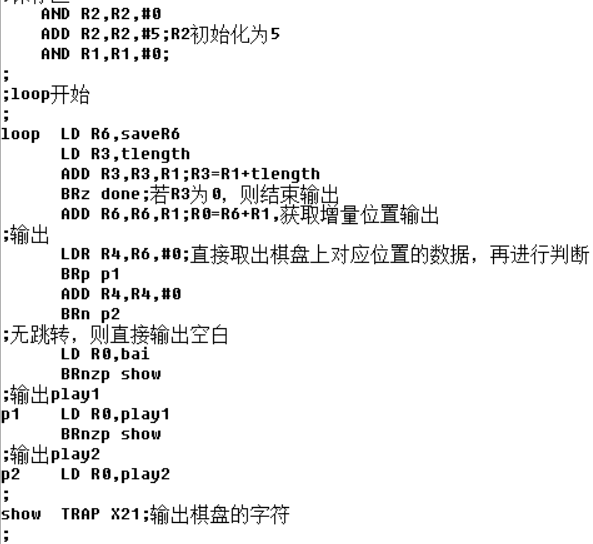 AND R2,R2,#0
ADD R2,R2,#5;R2初始化为5
AND R1,R1,#0;
;
;loop开始
;
loop LD R6,saveR6
LD R3,tlength
ADD R3,R3,R1;R3=R1+tlength
BRz done;若R3为0，则结束输出
ADD R6,R6,R1;R0=R6+R1,获取增量位置输出
;输出
LDR R4,R6,#0;直接取出棋盘上对应位置的数据，再进行判断
BRp p1
ADD R4,R4,#0
BRn p2
;无跳转，则直接输出空白
LD R0,bai
BRnzp show
;输出play1
p1 LD R0,play1
BRnzp show
;输出play2
p2 LD R0,play2
;
show TRAP X21;输出棋盘的字符
;